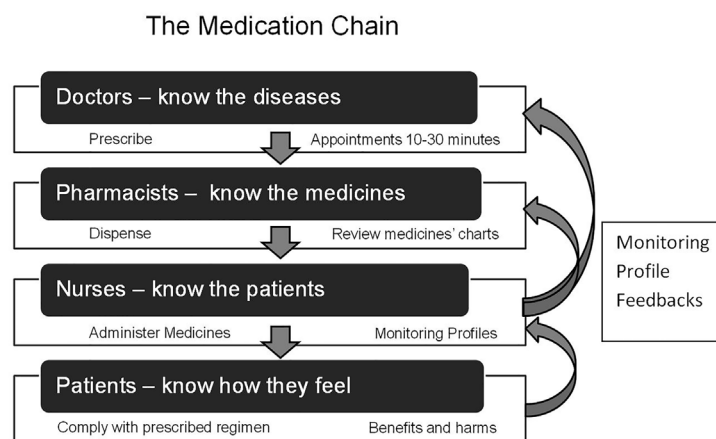 The Medication Chain
Doctors – know the diseases
Prescribe
Appointments 10-30 minutes
Pharmacists – know the medicines
Dispense
Review medicines' charts
Nurses – know the patients
Administer Medicines
Monitoring Profiles
Patients – know how they feel
Comply with prescribed regimen
Benefits and harms
Monitoring
Profile
Feedbacks